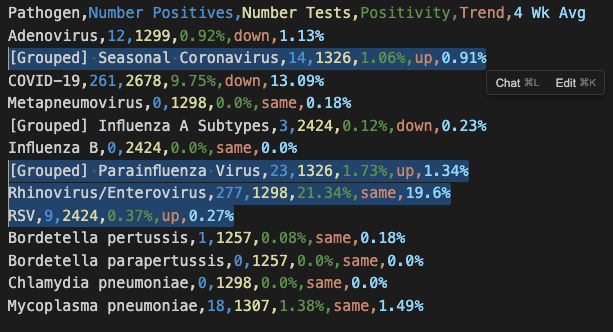 Pathogen,Number Positives,Number Tests,Positivity,Trend,4 Wk Avg
Adenovirus,12,1299,0.92%,down,1.13%
[Grouped] Seasonal Coronavirus,14,1326,1.06%,up,0.91%
COVID-19,261,2678,9.75%,down,13.09%
Chat ⌘L Edit ⌘K
Metapneumovirus,0,1298,0.0%,same,0.18%
[Grouped] Influenza A Subtypes,3,2424,0.12%,down,0.23%
Influenza B,0,2424,0.0%,same,0.0%
[Grouped] Parainfluenza Virus,23,1326,1.73%,up,1.34%
Rhinovirus/Enterovirus,277,1298,21.34%,same,19.6%
RSV,9,2424,0.37%,up,0.27%
Bordetella pertussis,1,1257,0.08%,same,0.18%
Bordetella parapertussis,0,1257,0.0%,same,0.0%
Chlamydia pneumoniae,0,1298,0.0%,same,0.0%
Mycoplasma pneumoniae,18,1307,1.38%,same,1.49%